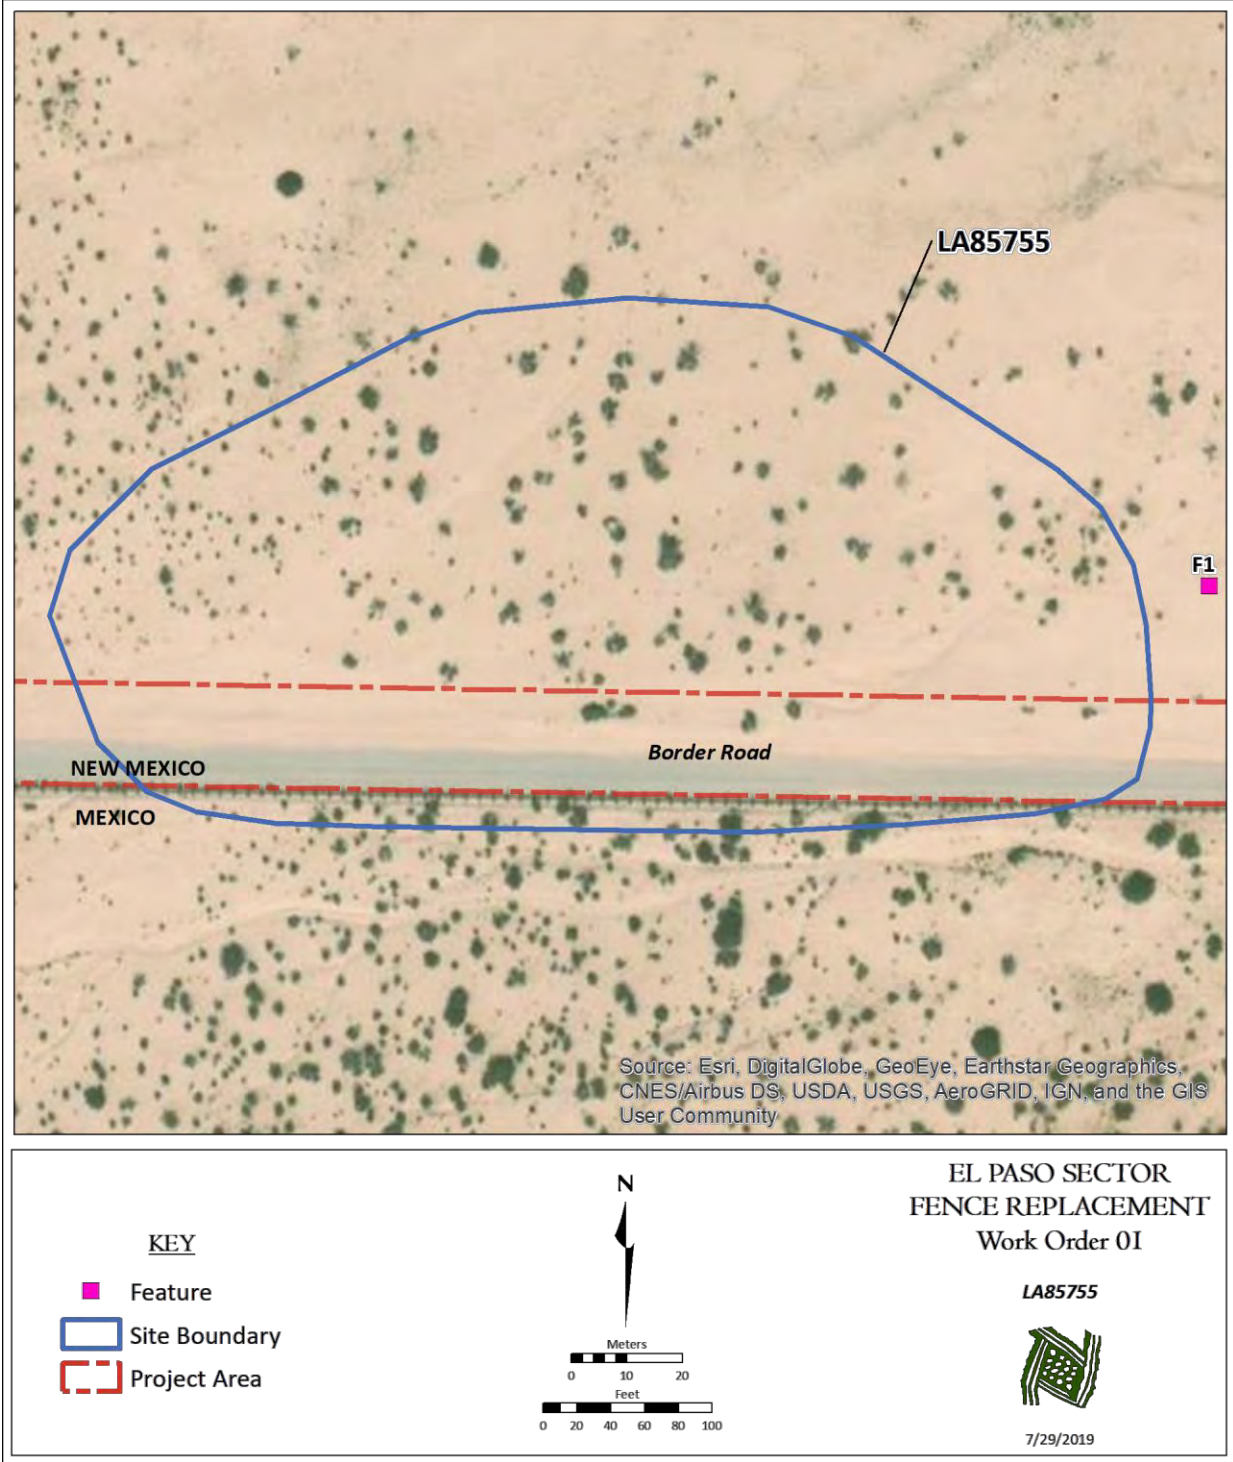 LA85755
F1
Border Road
NEW MEXICO
MEXICO
Source: Esri, DigitalGlobe, GeoEye, Earthstar Geographics,
CNES/Airbus DS, USDA, USGS, AeroGRID, IGN, and the GIS
User Community
KEY
Feature
Site Boundary
Project Area
N
Meters
0 10 20
Feet
0 20 40 60 80 100
EL PASO SECTOR
FENCE REPLACEMENT
Work Order 01
LA85755
7/29/2019